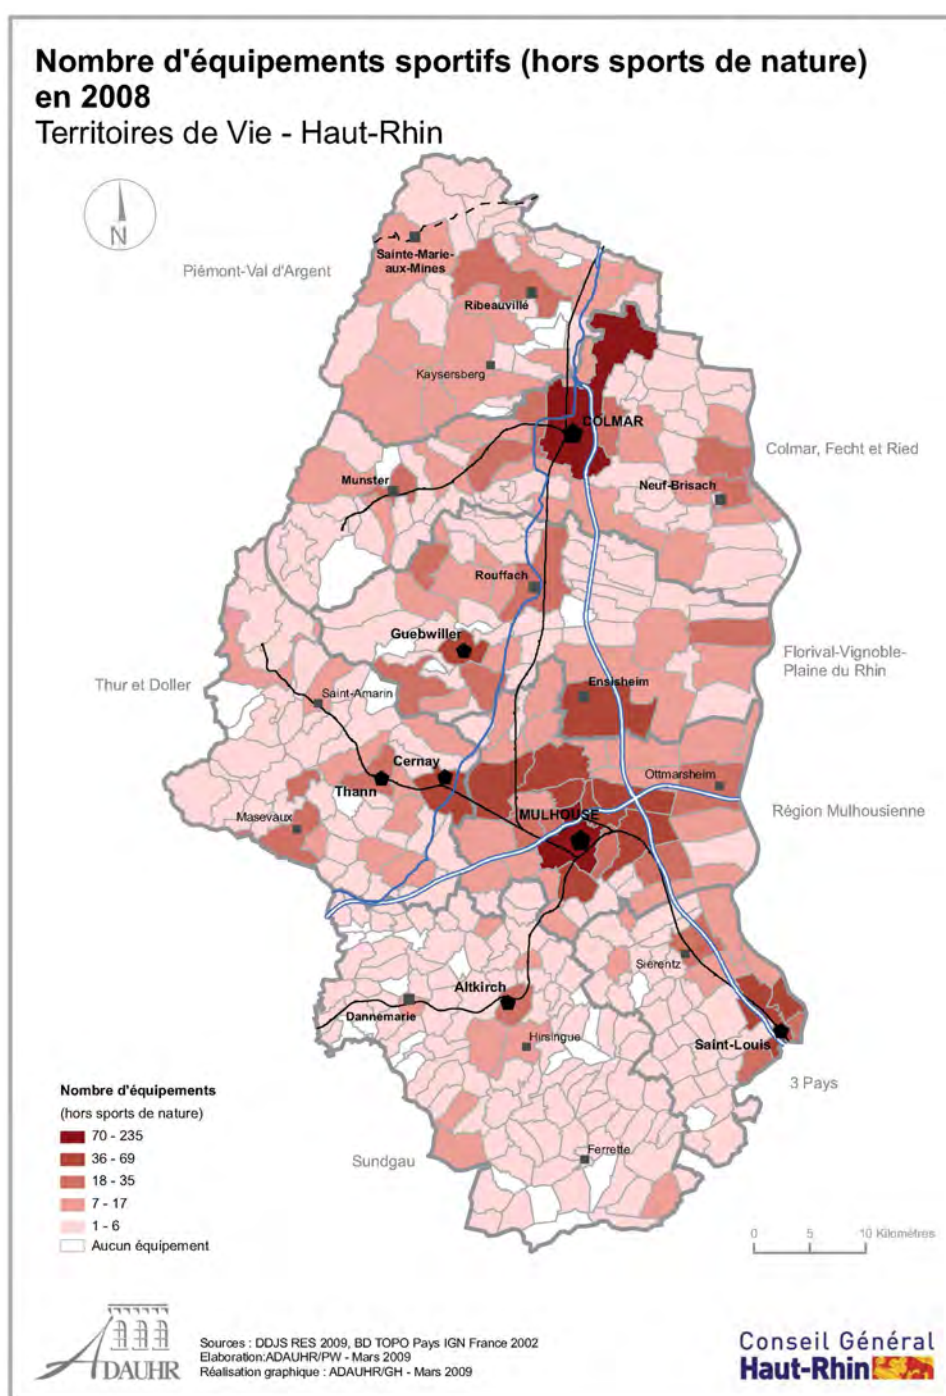 Nombre d'équipements sportifs (hors sports de nature)
en 2008
Territoires de Vie - Haut-Rhin
N
Sainte-Marie-
aux-Mines
Piémont-Val d'Argent
Ribeauvillé
Kaysersberg
COLMAR
Colmar, Fecht et Ried
Munster
Neuf-Brisach
Rouffach
Guebwiller
Florival-Vignoble-
Plaine du Rhin
Thur et Doller
Saint-Amarin
Ensisheim
Cernay
Thann
Ottmarsheim
Région Mulhousienne
Masevaux
MULHOUSE
Sierentz
Altkirch
Dannemarie
Hirsingue
Saint-Louis
3 Pays
Sundgau
Ferrette
Nombre d'équipements
(hors sports de nature)
70 - 235
36 - 69
18 - 35
7 - 17
1 - 6
Aucun équipement
0 5 10 Kilomètres
ADAUHR
Sources : DDJS RES 2009, BD TOPO Pays IGN France 2002
Elaboration:ADAUHR/PW - Mars 2009
Réalisation graphique : ADAUHR/GH - Mars 2009
Conseil Général
Haut-Rhin